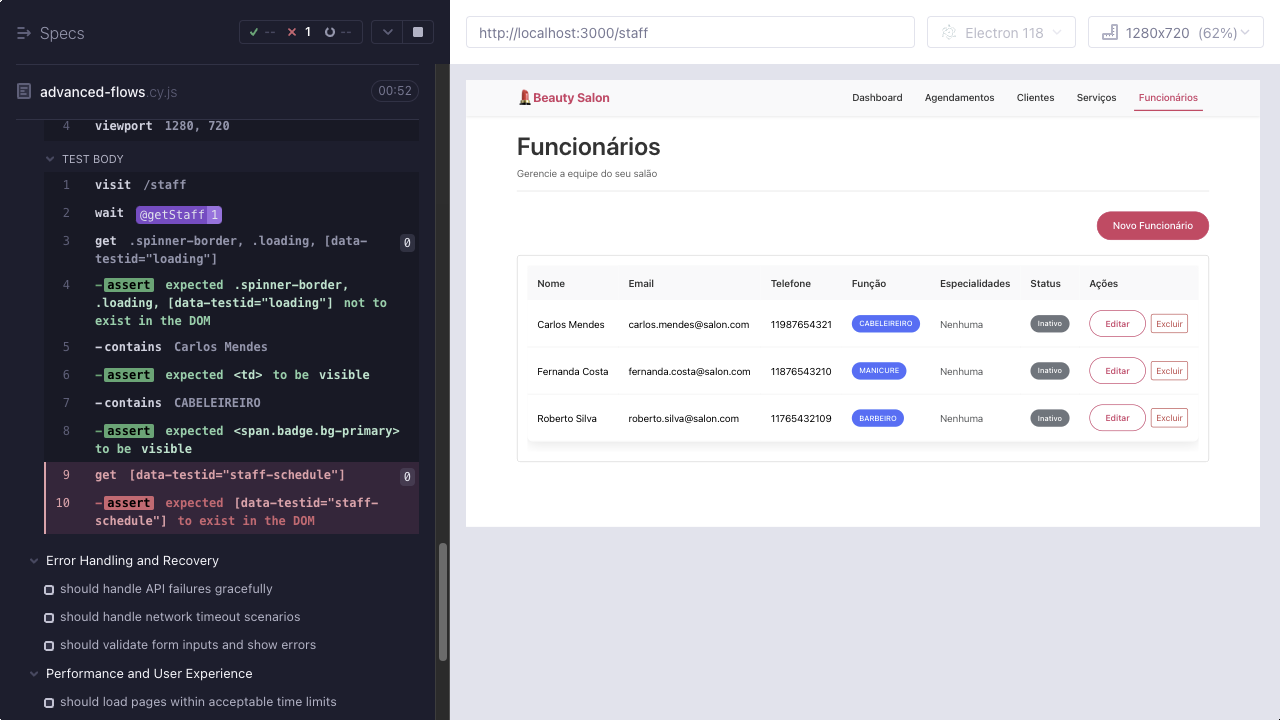 Specs
-- 1 --
advanced-flows.cy.js 00:52
4 viewport 1280, 720
TEST BODY
1 visit /staff
2 wait @getStaff 1
3 get .spinner-border, .loading, [data-
testid="loading"] 0
4 -assert expected .spinner-border,
.loading, [data-testid="loading"] not to
exist in the DOM
5 -contains Carlos Mendes
6 -assert expected <td> to be visible
7 -contains CABELEIREIRO
8 -assert expected <span.badge.bg-primary>
to be visible
9 get [data-testid="staff-schedule"] 0
10 -assert expected [data-testid="staff-
schedule"] to exist in the DOM
Error Handling and Recovery
should handle API failures gracefully
should handle network timeout scenarios
should validate form inputs and show errors
Performance and User Experience
should load pages within acceptable time limits
http://localhost:3000/staff Electron 118 1280x720 (62%)
Beauty Salon Dashboard Agendamentos Clientes Serviços Funcionários
Funcionários
Gerencie a equipe do seu salão
Novo Funcionário
Nome Email Telefone Função Especialidades Status Ações
Carlos Mendes carlos.mendes@salon.com 11987654321 CABELEIREIRO Nenhuma Inativo Editar Excluir
Fernanda Costa fernanda.costa@salon.com 11876543210 MANICURE Nenhuma Inativo Editar Excluir
Roberto Silva roberto.silva@salon.com 11765432109 BARBEIRO Nenhuma Inativo Editar Excluir